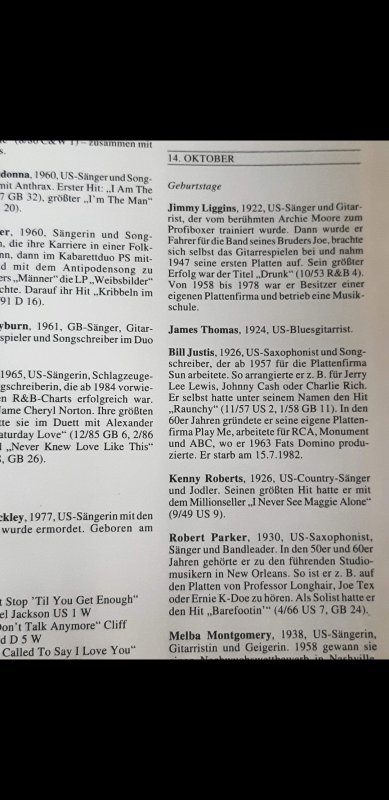 zusammen mit
s.
donna, 1960, US-Sänger und Song-
mit Anthrax. Erster Hit: „I Am The
7 GB 32), größter „I'm The Man"
20).
er, 1960, Sängerin und Song-
n, die ihre Karriere in einer Folk-
nn, dann im Kabarettduo PS mit-
d mit dem Antipodensong zu
ers „Männer" die LP „Weibsbilder"
chte. Darauf ihr Hit „Kribbeln im
91 D 16).
yburn, 1961, GB-Sänger, Gitar-
spieler und Songschreiber im Duo
1965, US-Sängerin, Schlagzeuge-
gschreiberin, die ab 1984 vorwie-
n R&B-Charts erfolgreich war.
Name Cheryl Norton. Ihre größten
tte sie im Duett mit Alexander
aturday Love" (12/85 GB 6, 2/86
I „Never Knew Love Like This"
, GB 26).
ckley, 1977, US-Sängerin mit den
wurde ermordet. Geboren am
t Stop 'Til You Get Enough"
el Jackson US 1 W
Don't Talk Anymore" Cliff
d D 5 W
Called To Say I Love You"
14. OKTOBER
Geburtstage
Jimmy Liggins, 1922, US-Sänger und Gitar-
rist, der vom berühmten Archie Moore zum
Profiboxer trainiert wurde. Dann wurde er
Fahrer für die Band seines Bruders Joe, brachte
sich selbst das Gitarrespielen bei und nahm
1947 seine ersten Platten auf. Sein größter
Erfolg war der Titel „Drunk" (10/53 R&B 4).
Von 1958 bis 1978 war er Besitzer einer
eigenen Plattenfirma und betrieb eine Musik-
schule.
James Thomas, 1924, US-Bluesgitarrist.
Bill Justis, 1926, US-Saxophonist und Song-
schreiber, der ab 1957 für die Plattenfirma
Sun arbeitete. So arrangierte er z. B. für Jerry
Lee Lewis, Johnny Cash oder Charlie Rich.
Er selbst hatte unter seinem Namen den Hit
„Raunchy" (11/57 US 2, 1/58 GB 11). In den
60er Jahren gründete er seine eigene Platten-
firma Play Me, arbeitete für RCA, Monument
und ABC, wo er 1963 Fats Domino produ-
zierte. Er starb am 15.7.1982.
Kenny Roberts, 1926, US-Country-Sänger
und Jodler. Seinen größten Hit hatte er mit
dem Millionseller „I Never See Maggie Alone"
(9/49 US 9).
Robert Parker, 1930, US-Saxophonist,
Sänger und Bandleader. In den 50er und 60er
Jahren gehörte er zu den führenden Studio-
musikern in New Orleans. So ist er z. B. auf
den Platten von Professor Longhair, Joe Tex
oder Ernie K-Doe zu hören. Als Solist hatte er
den Hit „Barefootin'" (4/66 US 7, GB 24).
Melba Montgomery, 1938, US-Sängerin,
Gitarristin und Geigerin. 1958 gewann sie